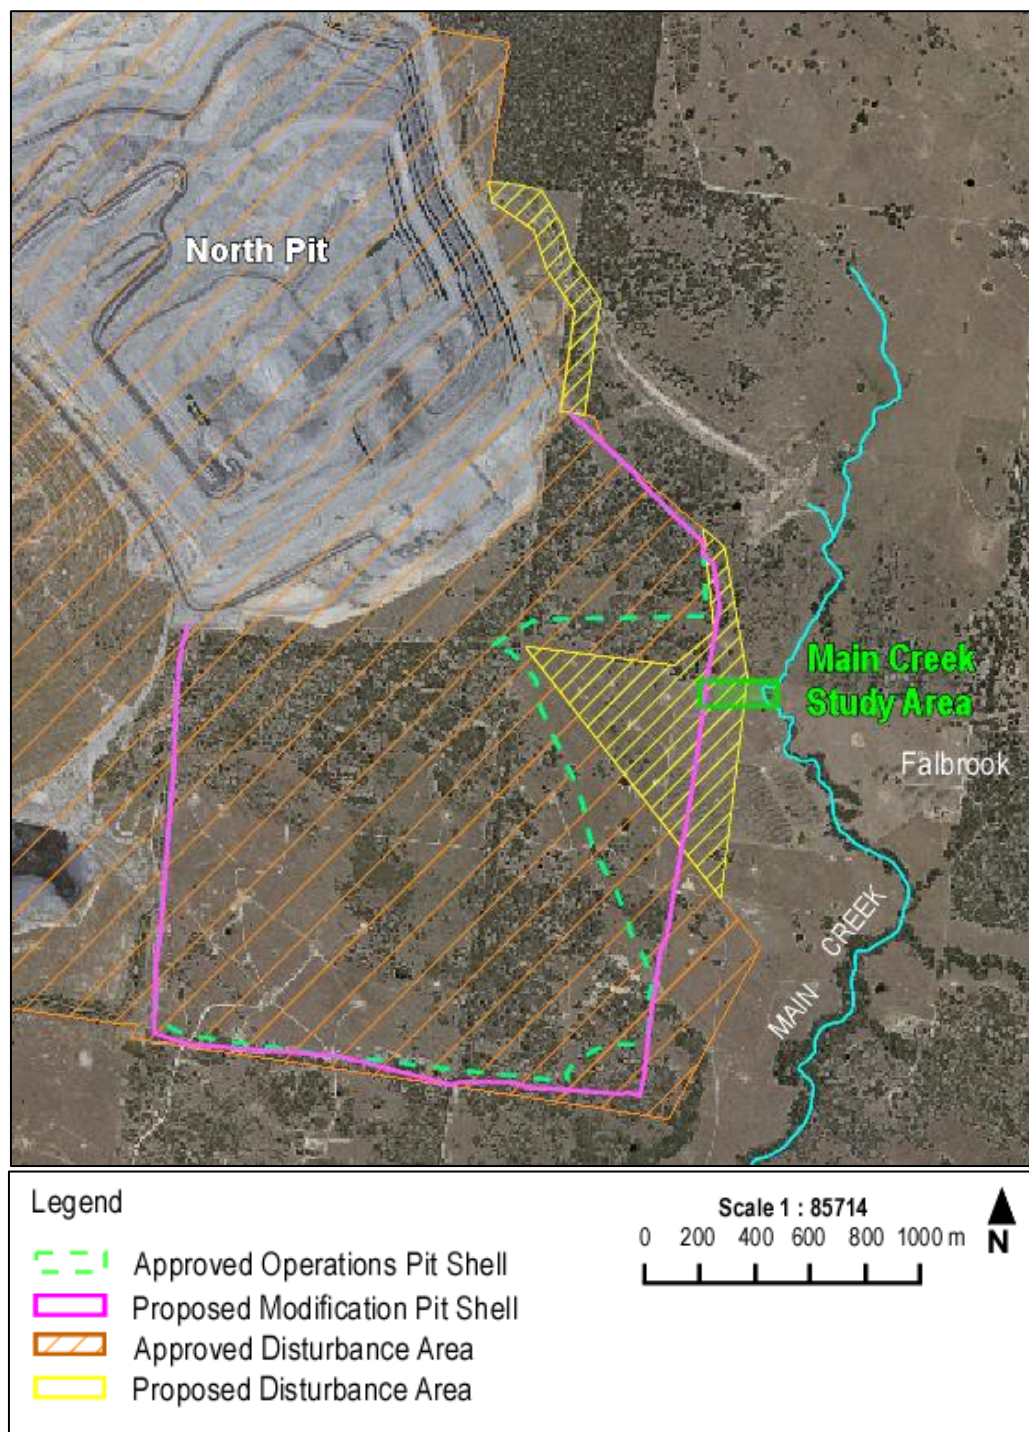 North Pit
Main Creek
Study Area
Falbrook
MAIN CREEK
Legend
Approved Operations Pit Shell
Proposed Modification Pit Shell
Approved Disturbance Area
Proposed Disturbance Area
Scale 1 : 85714
0 200 400 600 800 1000 m
N